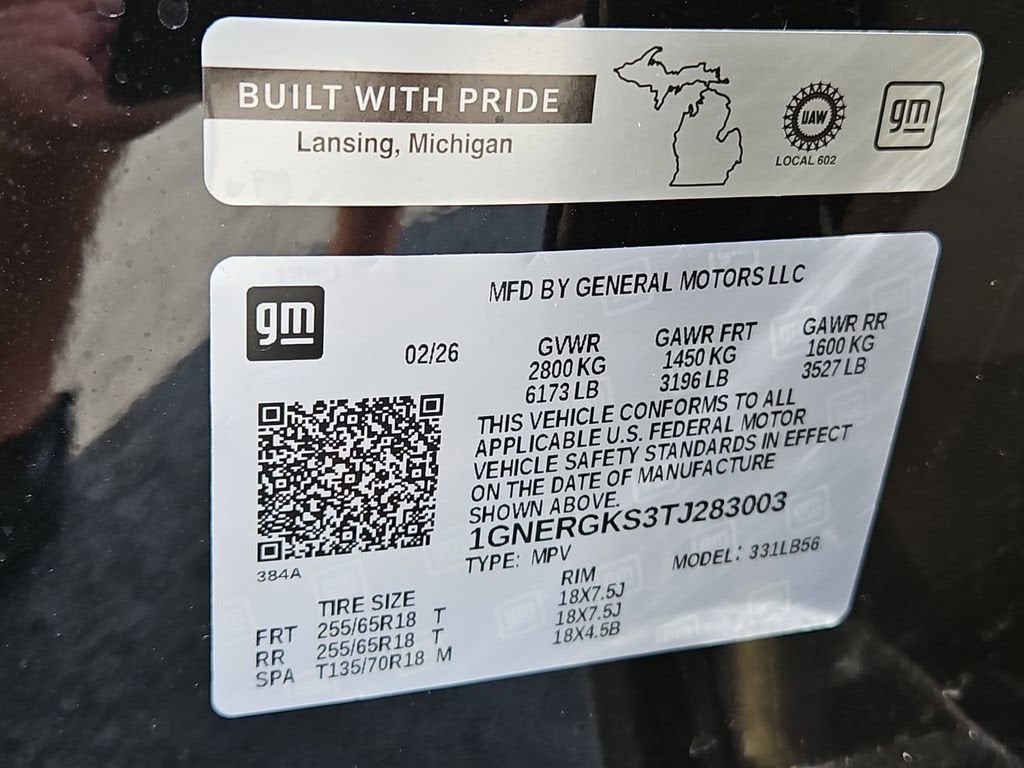 BUILT WITH PRIDE
Lansing, Michigan
UAW
LOCAL 602
gm
gm
MFD BY GENERAL MOTORS LLC
02/26
GVWR GAWR FRT GAWR RR
2800 KG 1450 KG 1600 KG
6173 LB 3196 LB 3527 LB
THIS VEHICLE CONFORMS TO ALL
APPLICABLE U.S. FEDERAL MOTOR
VEHICLE SAFETY STANDARDS IN EFFECT
ON THE DATE OF MANUFACTURE
SHOWN ABOVE.
1GNERGKS3TJ283003
TYPE: MPV MODEL: 331LB56
384A
TIRE SIZE RIM
FRT 255/65R18 T 18X7.5J
RR 255/65R18 T 18X7.5J
SPA T135/70R18 M 18X4.5B